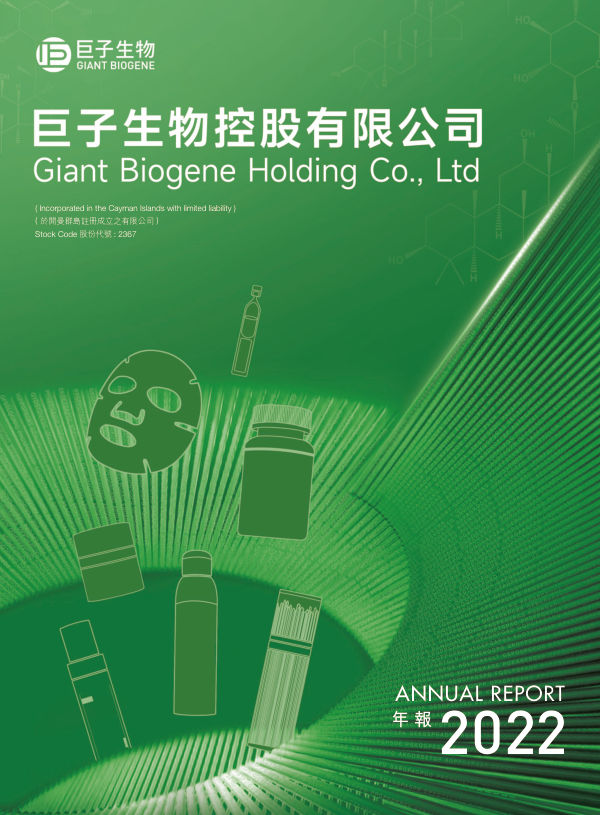 巨子生物
GIANT BIOGENE
巨子生物控股有限公司
Giant Biogene Holding Co., Ltd
( Incorporated in the Cayman Islands with limited liability )
( 於開曼群島註冊成立之有限公司 )
Stock Code 股份代號 : 2367
ANNUAL REPORT
年報 2022